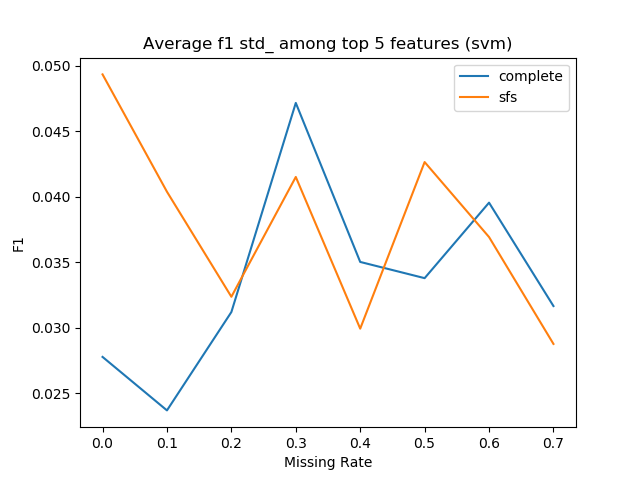 Average f1 std_ among top 5 features (svm)
complete
sfs
F1
0.050
0.045
0.040
0.035
0.030
0.025
0.0 0.1 0.2 0.3 0.4 0.5 0.6 0.7
Missing Rate